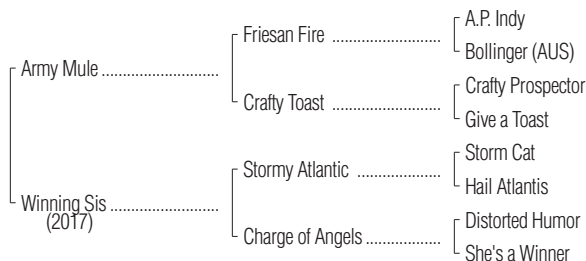 A.P. Indy
Friesan Fire ........................
Bollinger (AUS)
Army Mule ..........................
Crafty Prospector
Crafty Toast ........................
Give a Toast
Storm Cat
Stormy Atlantic ..................
Hail Atlantis
Winning Sis ........................
(2017)
Distorted Humor
Charge of Angels................
She's a Winner